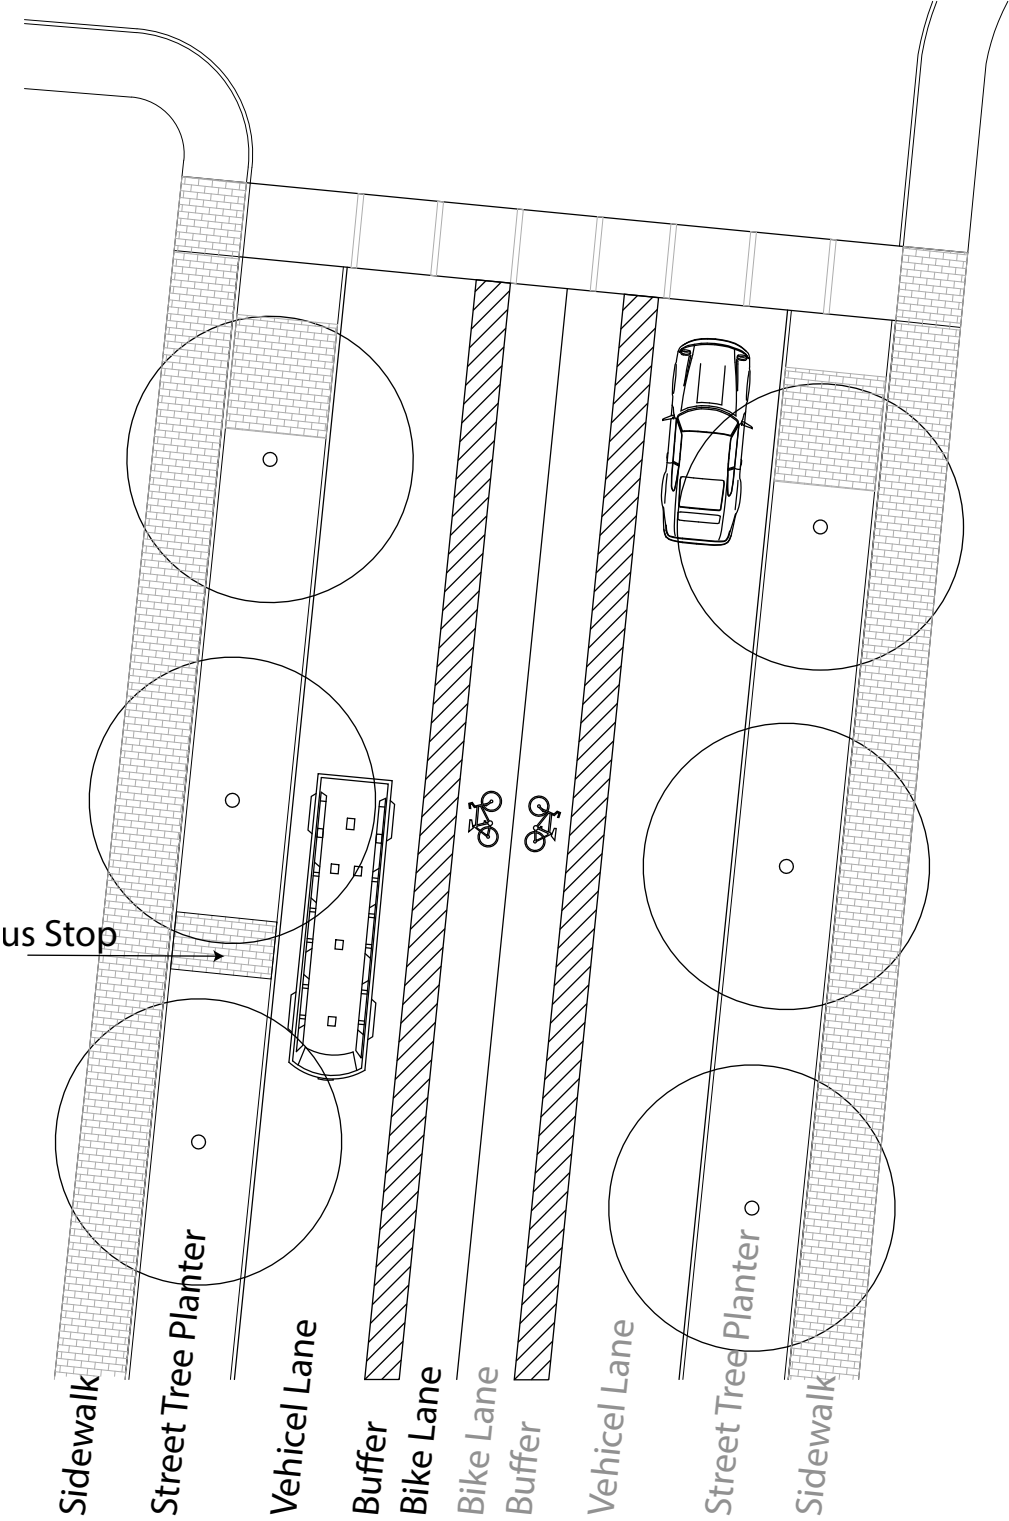 us Stop
Sidewalk
Street Tree Planter
Vehicel Lane
Buffer
Bike Lane
Bike Lane
Buffer
Vehicel Lane
Street Tree Planter
Sidewalk